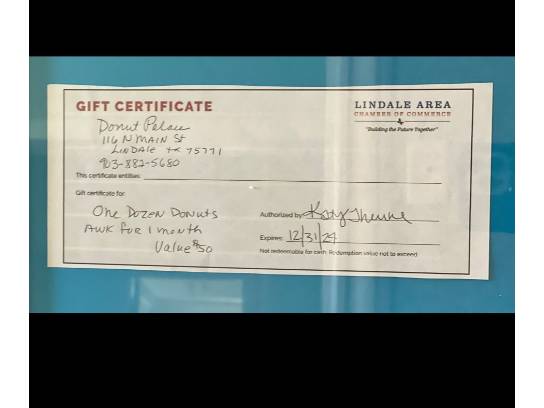 GIFT CERTIFICATE
LINDALE AREA
CHAMBER OF COMMERCE
"Building the Future Together"
Donut Palace
116 N MAIN St
LINDALE TX 75771
903-882-5680
This certificate entitles:
Gift certificate for:
One Dozen Donuts
A WK FOR 1 MONTH
Value $50
Authorized by:
Expires: 12/31/24
Not redeemable for cash. Redemption value not to exceed